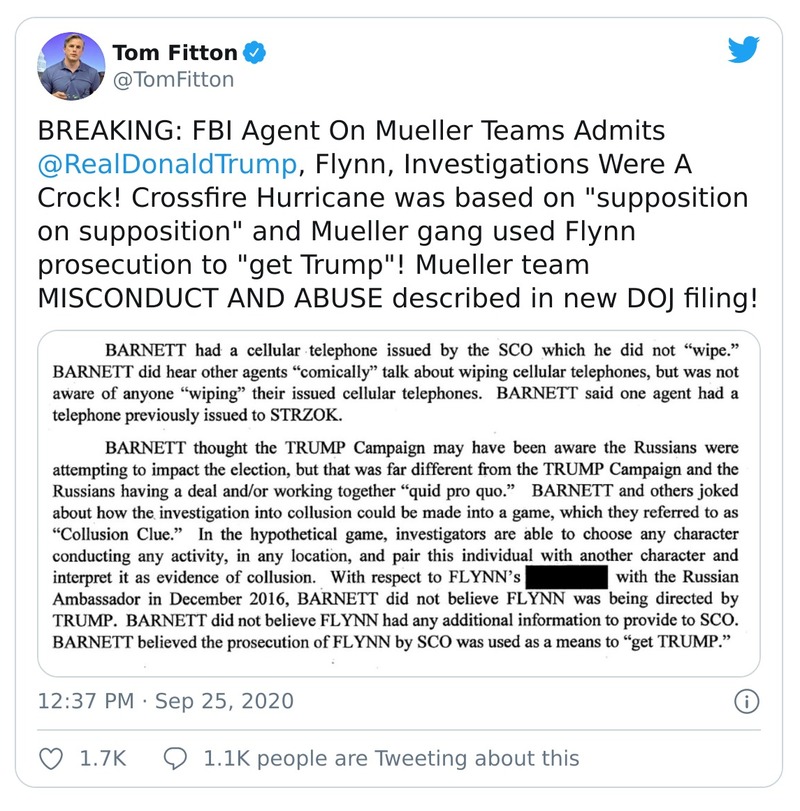 Tom Fitton
@TomFitton
BREAKING: FBI Agent On Mueller Teams Admits
@RealDonaldTrump, Flynn, Investigations Were A
Crock! Crossfire Hurricane was based on "supposition
on supposition" and Mueller gang used Flynn
prosecution to "get Trump"! Mueller team
MISCONDUCT AND ABUSE described in new DOJ filing!
BARNETT had a cellular telephone issued by the SCO which he did not “wipe.”
BARNETT did hear other agents “comically” talk about wiping cellular telephones, but was not
aware of anyone “wiping” their issued cellular telephones. BARNETT said one agent had a
telephone previously issued to STRZOK.
BARNETT thought the TRUMP Campaign may have been aware the Russians were
attempting to impact the election, but that was far different from the TRUMP Campaign and the
Russians having a deal and/or working together “quid pro quo.” BARNETT and others joked
about how the investigation into collusion could be made into a game, which they referred to as
“Collusion Clue.” In the hypothetical game, investigators are able to choose any character
conducting any activity, in any location, and pair this individual with another character and
interpret it as evidence of collusion. With respect to FLYNN’s with the Russian
Ambassador in December 2016, BARNETT did not believe FLYNN was being directed by
TRUMP. BARNETT did not believe FLYNN had any additional information to provide to SCO.
BARNETT believed the prosecution of FLYNN by SCO was used as a means to “get TRUMP.”
12:37 PM · Sep 25, 2020
1.7K 1.1K people are Tweeting about this